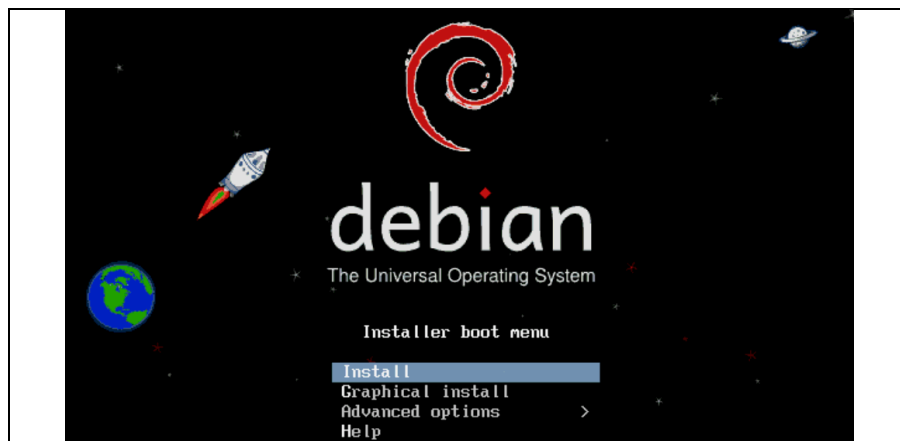 debian
The Universal Operating System
Installer boot menu
Install
Graphical install
Advanced options >
Help